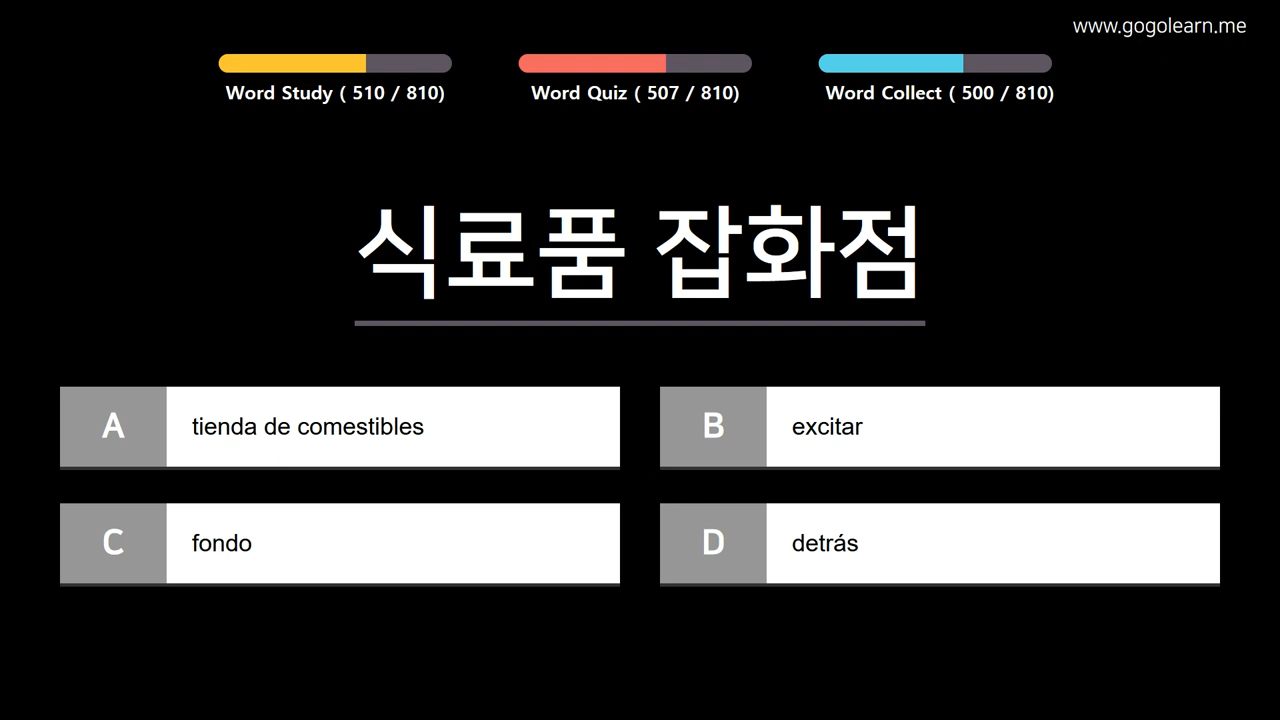 www.gogolearn.me
Word Study ( 510 / 810)
Word Quiz ( 507 / 810)
Word Collect ( 500 / 810)
식료품 잡화점
A tienda de comestibles
B excitar
C fondo
D detrás